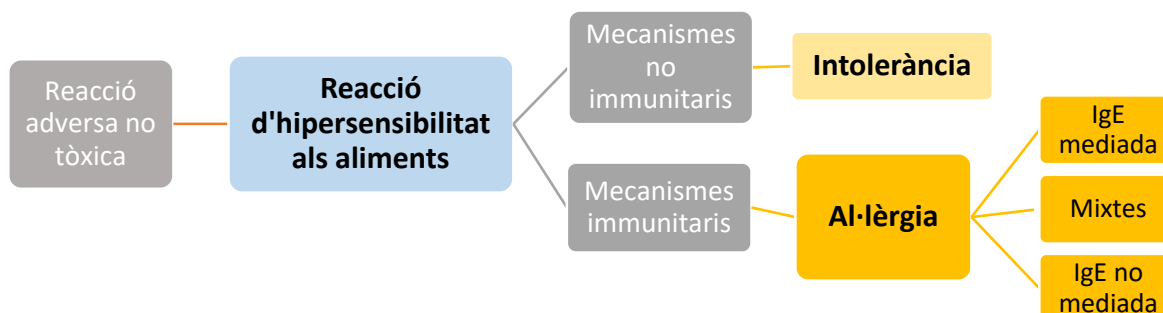 Reacció
adversa no
tòxica
Reacció
d'hipersensibilitat
als aliments
Mecanismes
no
immunitaris
Intolerància
Mecanismes
immunitaris
Al·lèrgia
IgE
mediada
Mixtes
IgE no
mediada